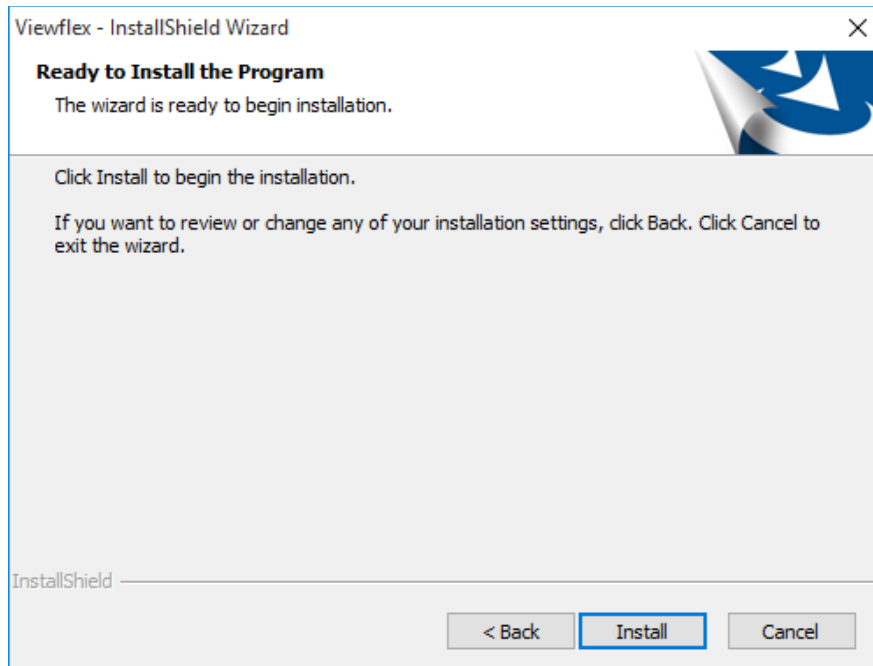 Viewflex - InstallShield Wizard
Ready to Install the Program
The wizard is ready to begin installation.
Click Install to begin the installation.
If you want to review or change any of your installation settings, click Back. Click Cancel to
exit the wizard.
InstallShield
< Back
Install
Cancel